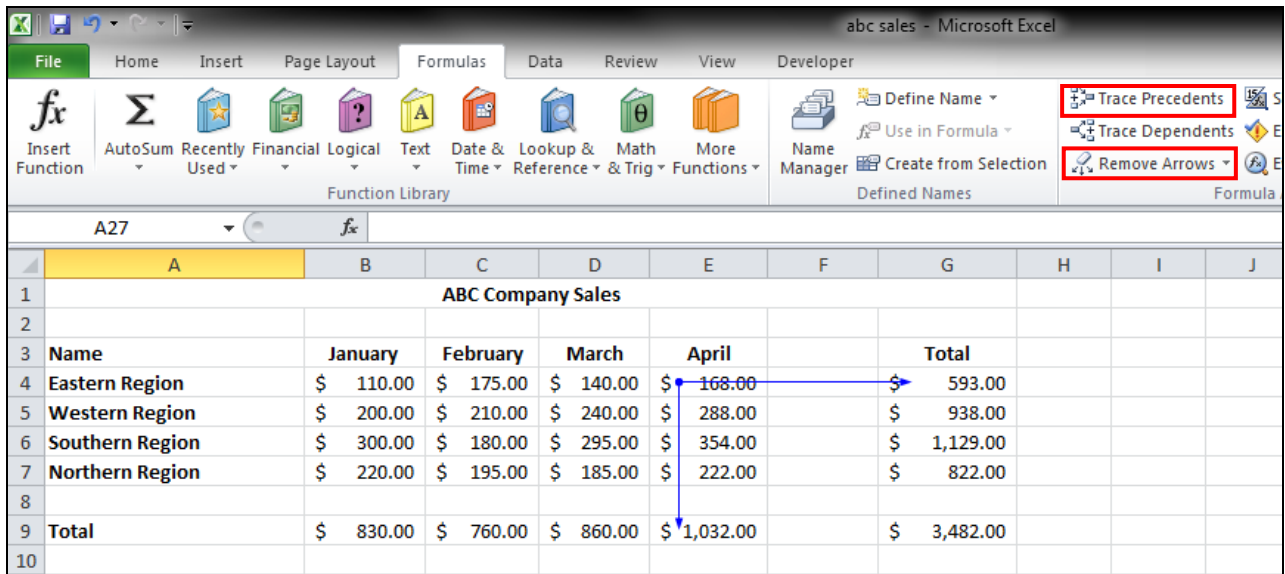 abc sales - Microsoft Excel
File Home Insert Page Layout Formulas Data Review View Developer
fx Insert Function
Σ AutoSum
Recently Used
Financial
? Logical
A Text
Date & Time
Lookup & Reference
θ Math & Trig
More Functions
Function Library
Name Manager
Define Name
Use in Formula
Create from Selection
Defined Names
Trace Precedents S
Trace Dependents E
Remove Arrows E
Formula
A27 fx
A B C D E F G H I J
1 ABC Company Sales
2
3 Name January February March April Total
4 Eastern Region $ 110.00 $ 175.00 $ 140.00 $ 168.00 $ 593.00
5 Western Region $ 200.00 $ 210.00 $ 240.00 $ 288.00 $ 938.00
6 Southern Region $ 300.00 $ 180.00 $ 295.00 $ 354.00 $ 1,129.00
7 Northern Region $ 220.00 $ 195.00 $ 185.00 $ 222.00 $ 822.00
8
9 Total $ 830.00 $ 760.00 $ 860.00 $ 1,032.00 $ 3,482.00
10